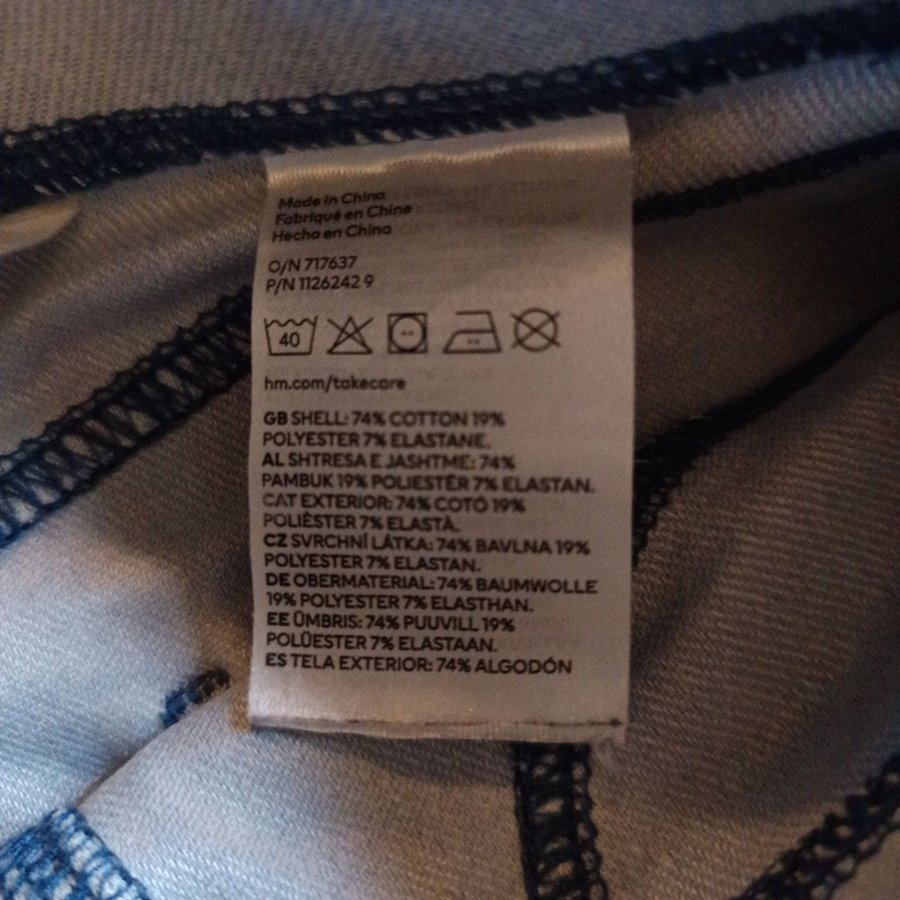 Made in China
Fabriqué en Chine
Hecho en China
O/N 717637
P/N 1126242 9
40
hm.com/takecare
GB SHELL: 74% COTTON 19%
POLYESTER 7% ELASTANE.
AL SHTRESA E JASHTME: 74%
PAMBUK 19% POLIESTËR 7% ELASTAN.
CAT EXTERIOR: 74% COTÓ 19%
POLIÈSTER 7% ELASTÀ.
CZ SVRCHNÍ LÁTKA: 74% BAVLNA 19%
POLYESTER 7% ELASTAN.
DE OBERMATERIAL: 74% BAUMWOLLE
19% POLYESTER 7% ELASTHAN.
EE ÜMBRIS: 74% PUUVILL 19%
POLÜESTER 7% ELASTAAN.
ES TELA EXTERIOR: 74% ALGODÓN